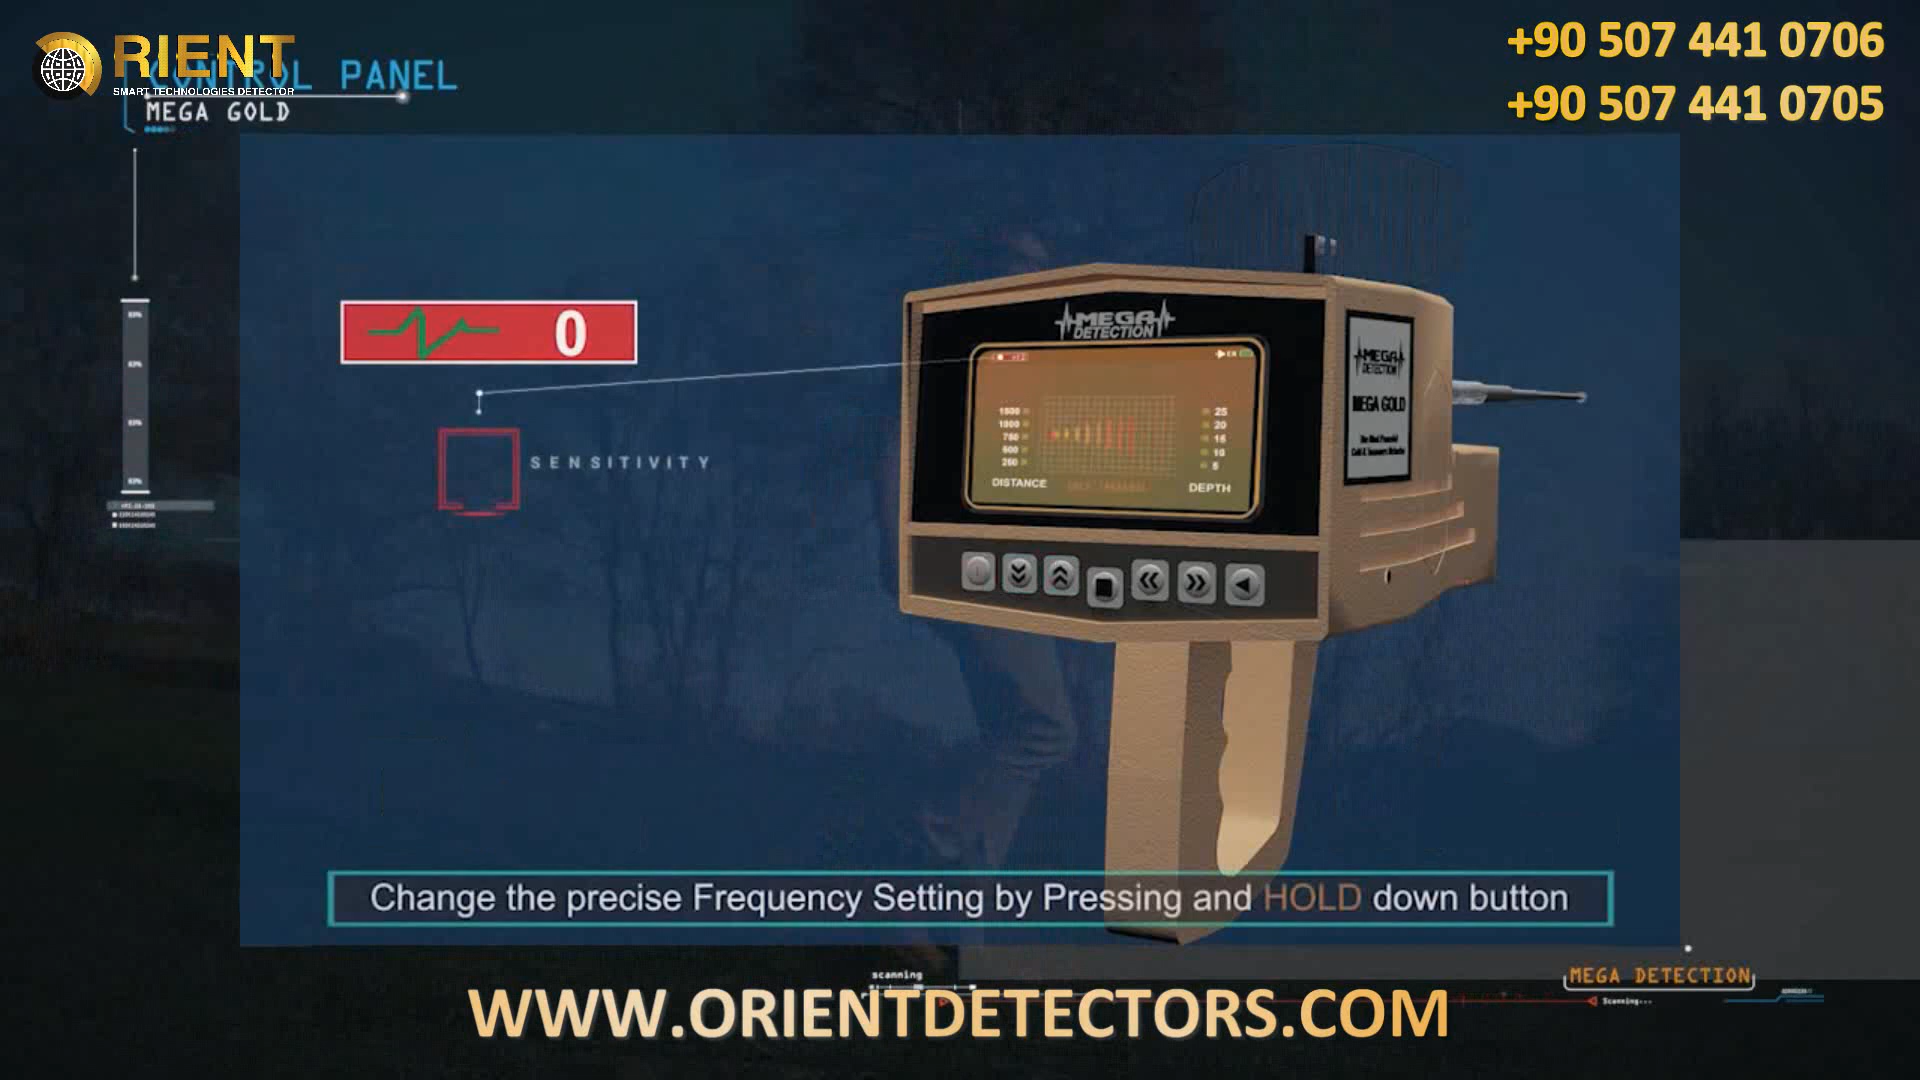 ORIENT
SMART TECHNOLOGIES DETECTOR
CONTROL PANEL
MEGA GOLD
+90 507 441 0706
+90 507 441 0705
0
SENSITIVITY
MEGA
DETECTION
EN
1500 25
1000 20
750 15
500 10
250 5
DISTANCE
DEPTH
MEGA
DETECTION
MEGA GOLD
Change the precise Frequency Setting by Pressing and HOLD down button
scanning
MEGA DETECTION
Scanning...
WWW.ORIENTDETECTORS.COM